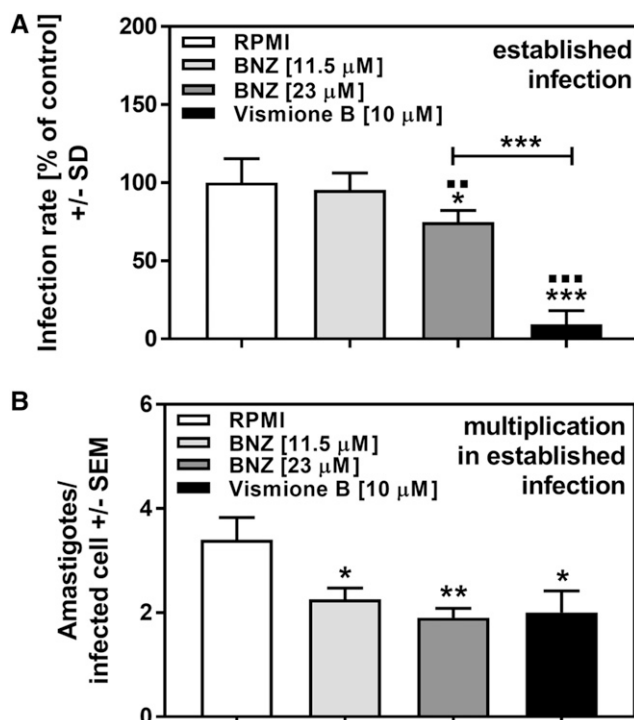 A
Infection rate [% of control]
+/- SD
200
150
100
50
0
RPMI
BNZ [11.5 μM]
BNZ [23 μM]
Vismione B [10 μM]
established
infection
***
▪▪
*
▪▪▪
***
B
Amastigotes/
infected cell +/- SEM
6
4
2
0
RPMI
BNZ [11.5 μM]
BNZ [23 μM]
Vismione B [10 μM]
multiplication
in established
infection
*
**
*